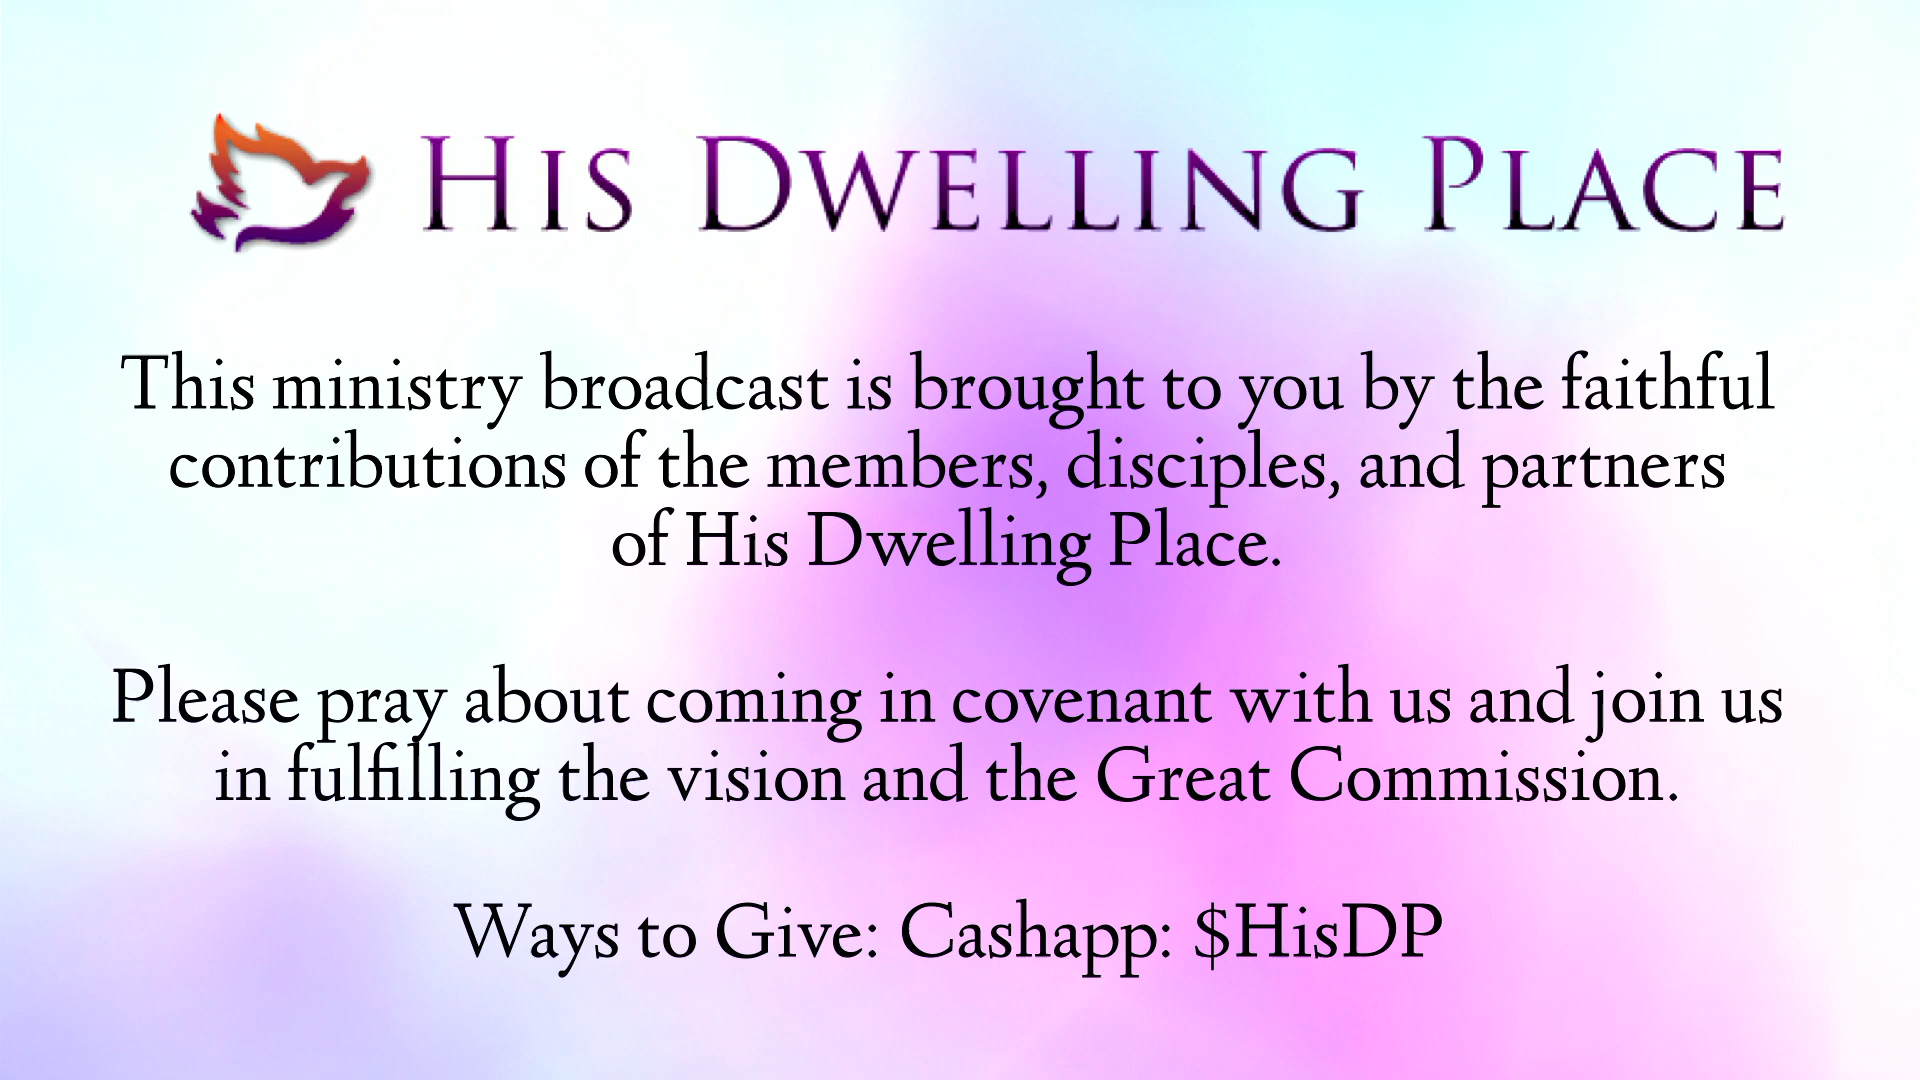 His Dwelling Place
This ministry broadcast is brought to you by the faithful
contributions of the members, disciples, and partners
of His Dwelling Place.
Please pray about coming in covenant with us and join us
in fulfilling the vision and the Great Commission.
Ways to Give: Cashapp: $HisDP